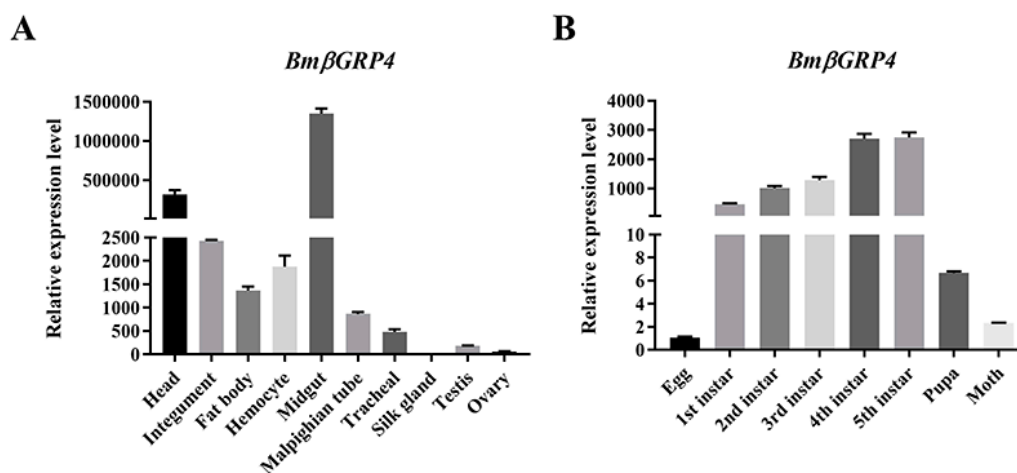 A
BmβGRP4
Relative expression level
1500000
1000000
500000
2500
2000
1500
1000
500
0
Head
Integument
Fat body
Hemocyte
Midgut
Malpighian tube
Tracheal
Silk gland
Testis
Ovary
B
BmβGRP4
Relative expression level
4000
3000
2000
1000
10
8
6
4
2
0
Egg
1st instar
2nd instar
3rd instar
4th instar
5th instar
Pupa
Moth